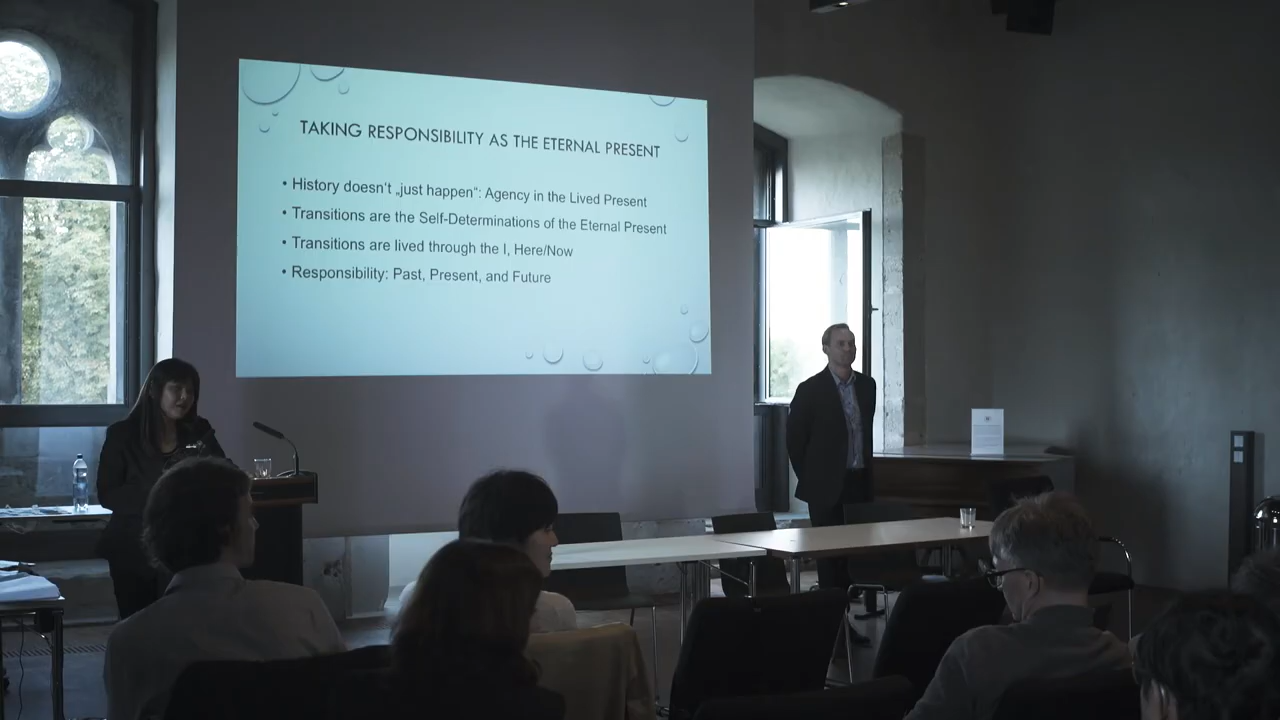 TAKING RESPONSIBILITY AS THE ETERNAL PRESENT
• History doesn't „just happen“: Agency in the Lived Present
• Transitions are the Self-Determinations of the Eternal Present
• Transitions are lived through the I, Here/Now
• Responsibility: Past, Present, and Future